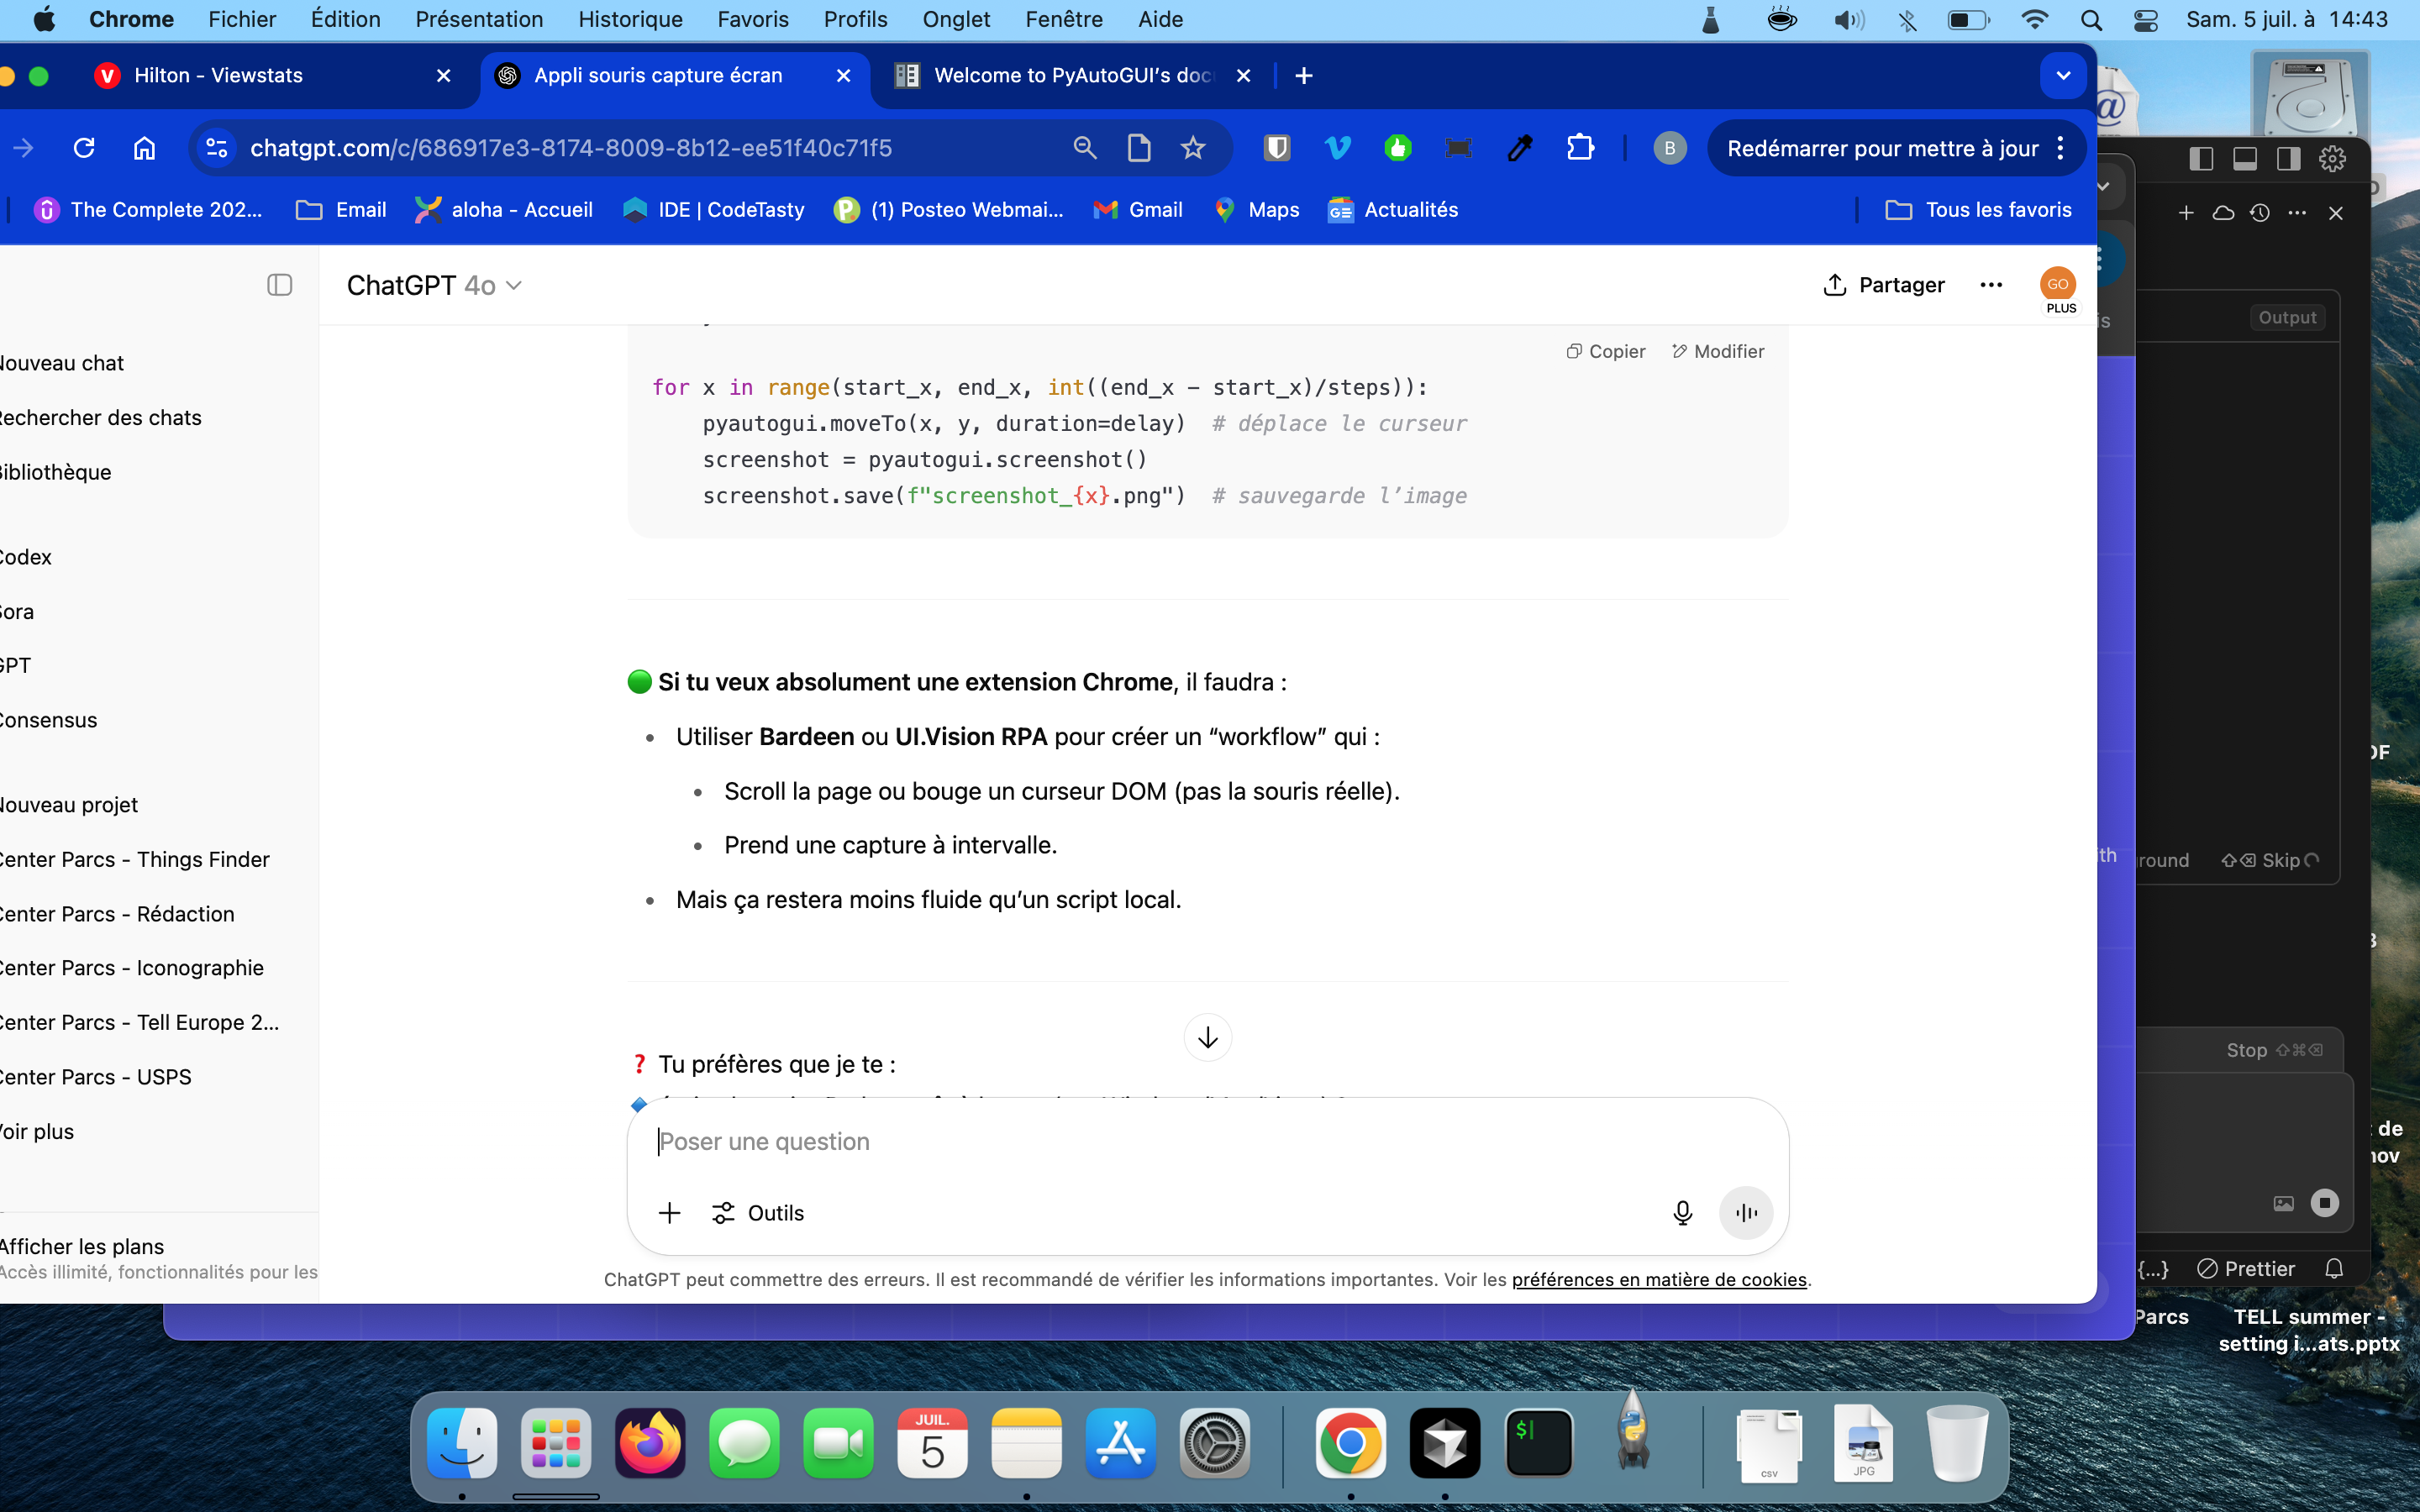 Chrome Fichier Édition Présentation Historique Favoris Profils Onglet Fenêtre Aide Sam. 5 juil. à 14:43
Hilton - Viewstats Appli souris capture écran Welcome to PyAutoGUI's doc
chatgpt.com/c/686917e3-8174-8009-8b12-ee51f40c71f5 B Redémarrer pour mettre à jour
The Complete 202... Email aloha - Accueil IDE | CodeTasty (1) Posteo Webmai... Gmail Maps Actualités Tous les favoris
ChatGPT 4o Partager GO
PLUS
Output
Copier Modifier
for x in range(start_x, end_x, int((end_x - start_x)/steps)):
pyautogui.moveTo(x, y, duration=delay) # déplace le curseur
screenshot = pyautogui.screenshot()
screenshot.save(f"screenshot_{x}.png") # sauvegarde l'image
Nouveau chat
Rechercher des chats
Bibliothèque
Codex
Sora
GPT
Consensus
Nouveau projet
Center Parcs - Things Finder
Center Parcs - Rédaction
Center Parcs - Iconographie
Center Parcs - Tell Europe 2...
Center Parcs - USPS
Voir plus
Afficher les plans
Accès illimité, fonctionnalités pour les
Si tu veux absolument une extension Chrome, il faudra :
• Utiliser Bardeen ou UI.Vision RPA pour créer un “workflow” qui :
• Scroll la page ou bouge un curseur DOM (pas la souris réelle).
• Prend une capture à intervalle.
• Mais ça restera moins fluide qu'un script local.
❓ Tu préfères que je te :
Poser une question
Outils
ChatGPT peut commettre des erreurs. Il est recommandé de vérifier les informations importantes. Voir les préférences en matière de cookies.
is
th
round Skip
DF
Stop
t de
nov
{...} Prettier
Parcs
TELL summer -
setting i...ats.pptx
JUIL.
5
$
CSV
JPG